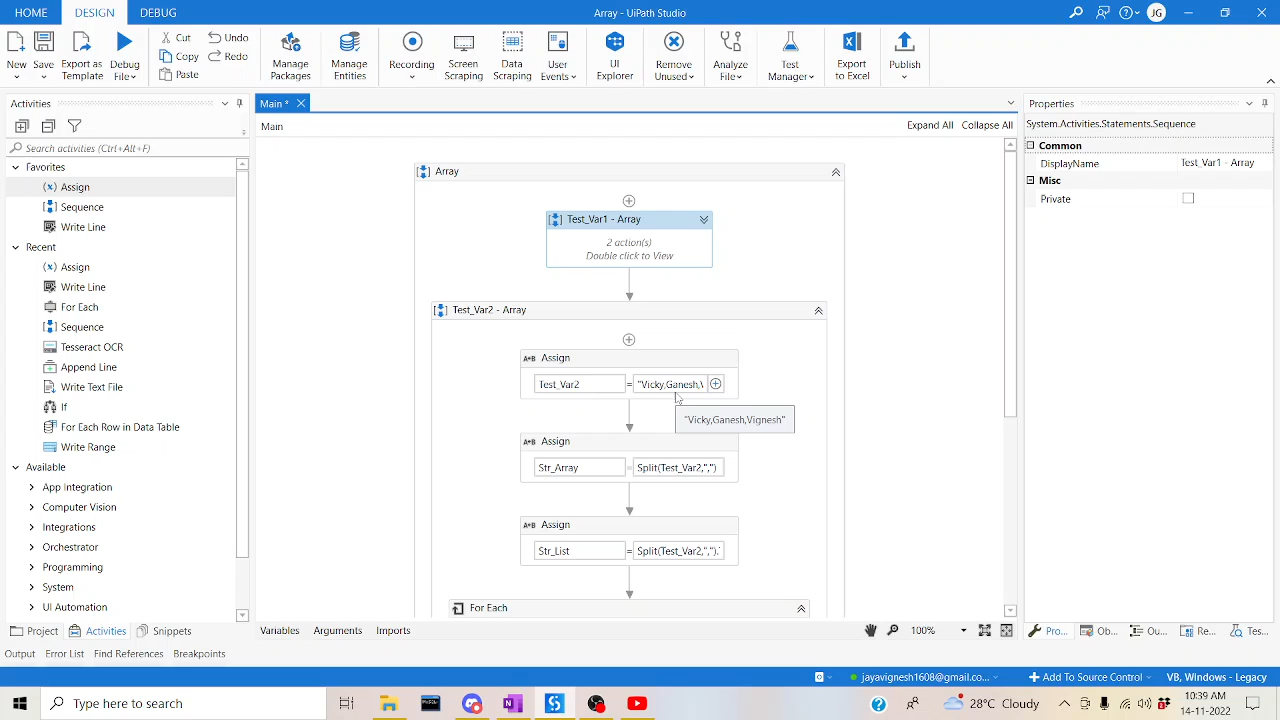 HOME DESIGN DEBUG Array - UiPath Studio JG
New Save Export as Template Debug File Cut Copy Paste Undo Redo Manage Packages Manage Entities Recording Screen Scraping Data Scraping User Events UI Explorer Remove Unused Analyze File Test Manager Export to Excel Publish
Activities
Search activities (Ctrl+Alt+F)
Favorites
Assign
Sequence
Write Line
Recent
Assign
Write Line
For Each
Sequence
Tesseract OCR
Append Line
Write Text File
If
For Each Row in Data Table
Write Range
Available
App Integration
Computer Vision
Integrations
Orchestrator
Programming
System
UI Automation
Project Activities Snippets
Main *
Main Expand All Collapse All
Array
Test_Var1 - Array
2 action(s)
Double click to View
Test_Var2 - Array
A*B Assign
Test_Var2 = "Vicky,Ganesh,\
"Vicky,Ganesh,Vignesh"
A*B Assign
Str_Array = Split(Test_Var2,",")
A*B Assign
Str_List = Split(Test_Var2,",").
For Each
Variables Arguments Imports 100%
Properties
System.Activities.Statements.Sequence
Common
DisplayName Test_Var1 - Array
Misc
Private
Pro... Ob... Ou... Re... Tes...
Output Error List Find References Breakpoints
jayavignesh1608@gmail.co... Add To Source Control VB, Windows - Legacy
Type here to search 28°C Cloudy 10:39 AM
14-11-2022